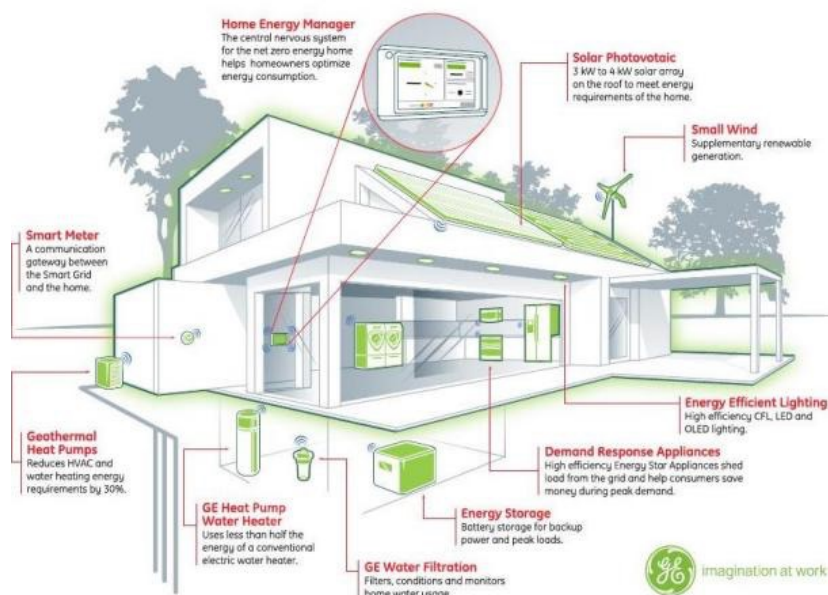 Home Energy Manager
The central nervous system
for the net zero energy home
helps homeowners optimize
energy consumption.
Solar Photovotaic
3 kW to 4 kW solar array
on the roof to meet energy
requirements of the home.
Small Wind
Supplementary renewable
generation.
Smart Meter
A communication
gateway between
the Smart Grid
and the home.
Geothermal
Heat Pumps
Reduces HVAC and
water heating energy
requirements by 30%.
GE Heat Pump
Water Heater
Uses less than half the
energy of a conventional
electric water heater.
GE Water Filtration
Filters, conditions and monitors
home water usage
Energy Storage
Battery storage for backup
power and peak loads.
Demand Response Appliances
High efficiency Energy Star Appliances shed
load from the grid and help consumers save
money during peak demand.
Energy Efficient Lighting
High efficiency CFL, LED and
OLED lighting.
GE
imagination at work